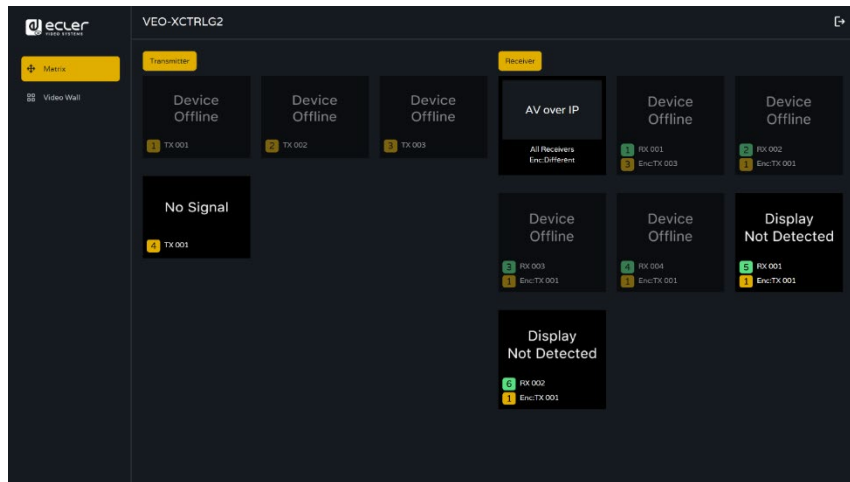 ecler
VIDEO SYSTEMS
VEO-XCTRLG2
Matrix
Video Wall
Transmitter
Device
Offline
1 TX 001
Device
Offline
2 TX 002
Device
Offline
3 TX 003
No Signal
4 TX 001
Receiver
AV over IP
All Receivers
Enc:Different
Device
Offline
1 RX 001
3 Enc:TX 003
Device
Offline
2 RX 002
1 Enc:TX 001
Device
Offline
3 RX 003
1 Enc:TX 001
Device
Offline
4 RX 004
1 Enc:TX 001
Display
Not Detected
5 RX 001
1 Enc:TX 001
Display
Not Detected
6 RX 002
1 Enc:TX 001